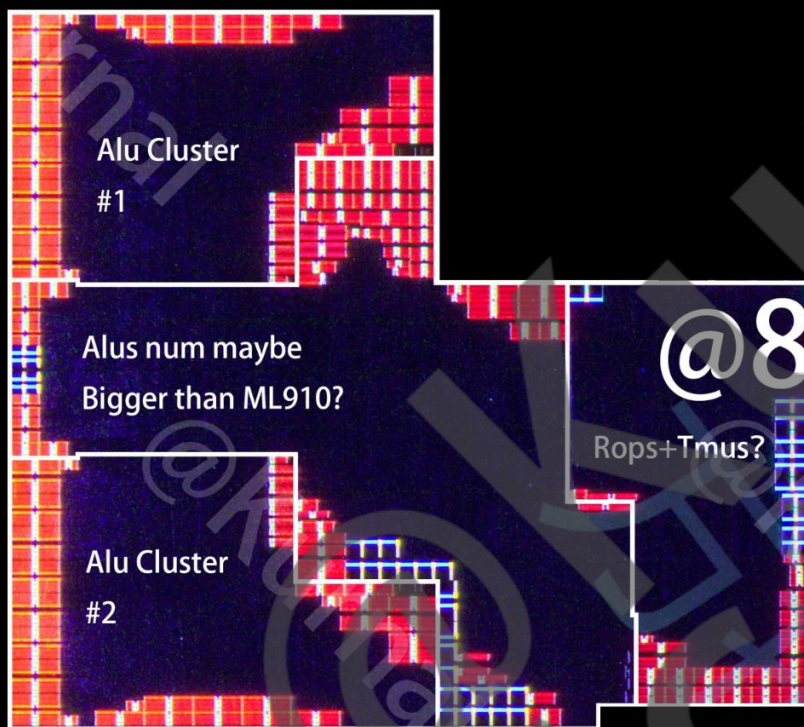 Alu Cluster
#1
Alus num maybe
Bigger than ML910?
@8
Rops+Tmus?
Alu Cluster
#2